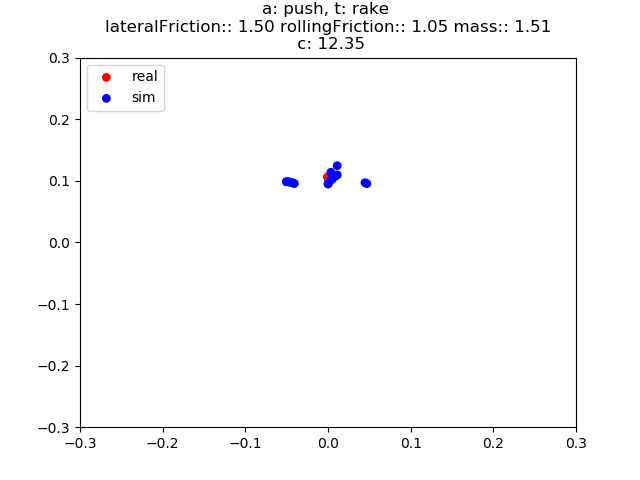 a: push, t: rake
lateralFriction:: 1.50 rollingFriction:: 1.05 mass:: 1.51
c: 12.35
real
sim
0.3
0.2
0.1
0.0
−0.1
−0.2
−0.3
−0.3 −0.2 −0.1 0.0 0.1 0.2 0.3